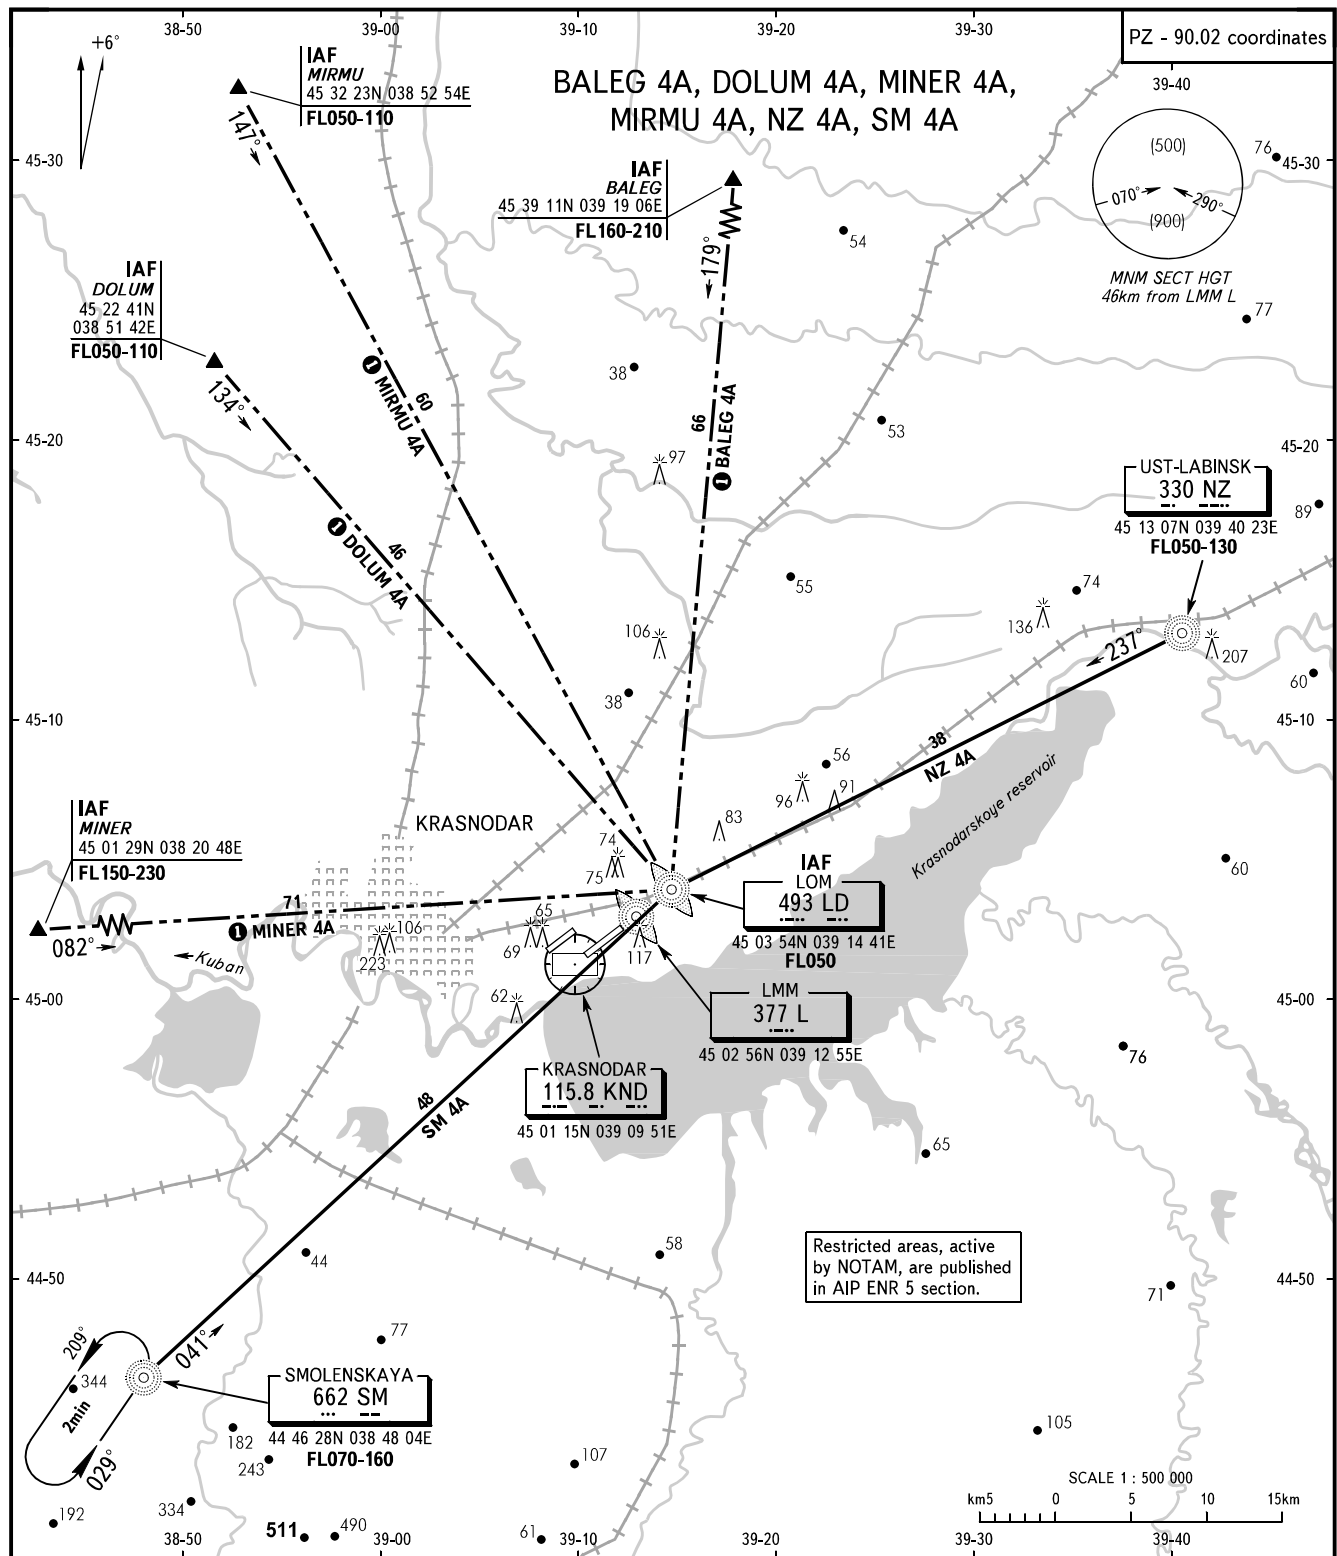 38-50
39-00
39-10
39-20
39-30
PZ - 90.02 coordinates
39-40
+6°
IAF
MIRMU
45 32 23N 038 52 54E
FL050-110
BALEG 4A, DOLUM 4A, MINER 4A,
MIRMU 4A, NZ 4A, SM 4A
147°
45-30
(500)
070°
290°
(900)
MNM SECT HGT
46km from LMM L
76
45-30
IAF
BALEG
45 39 11N 039 19 06E
FL160-210
179°
54
IAF
DOLUM
45 22 41N
038 51 42E
FL050-110
134°
77
38
1 MIRMU 4A
60
66
1 BALEG 4A
53
45-20
45-20
97
UST-LABINSK
330 NZ
45 13 07N 039 40 23E
FL050-130
89
1 DOLUM 4A
46
55
74
136
106
237°
207
60
38
45-10
45-10
38
NZ 4A
56
96
91
83
Krasnodarskoye reservoir
IAF
MINER
45 01 29N 038 20 48E
FL150-230
KRASNODAR
74
75
60
IAF
LOM
493 LD
45 03 54N 039 14 41E
FL050
71
1 MINER 4A
082°
Kuban
106
223
65
69
117
62
LMM
377 L
45 02 56N 039 12 55E
45-00
45-00
KRASNODAR
115.8 KND
45 01 15N 039 09 51E
76
48
SM 4A
65
58
44
Restricted areas, active
by NOTAM, are published
in AIP ENR 5 section.
44-50
44-50
71
77
209°
041°
344
2min
029°
SMOLENSKAYA
662 SM
44 46 28N 038 48 04E
FL070-160
182
243
105
107
334
192
511
490
61
SCALE 1 : 500 000
km5
0
5
10
15km
38-50
39-00
39-10
39-20
39-30
39-40